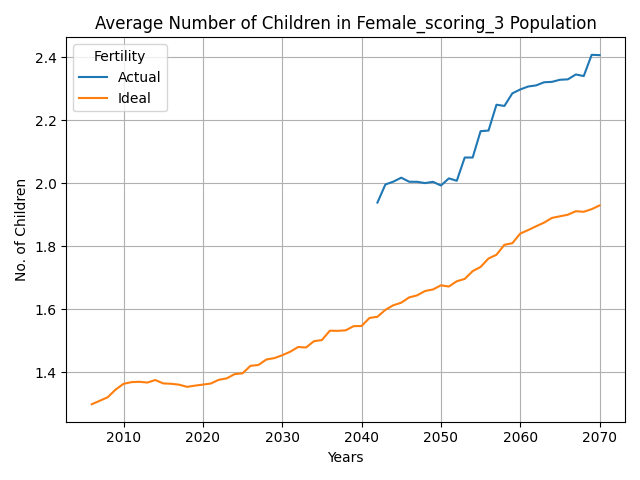 Average Number of Children in Female_scoring_3 Population
Fertility
Actual
Ideal
No. of Children
2.4
2.2
2.0
1.8
1.6
1.4
2010 2020 2030 2040 2050 2060 2070
Years